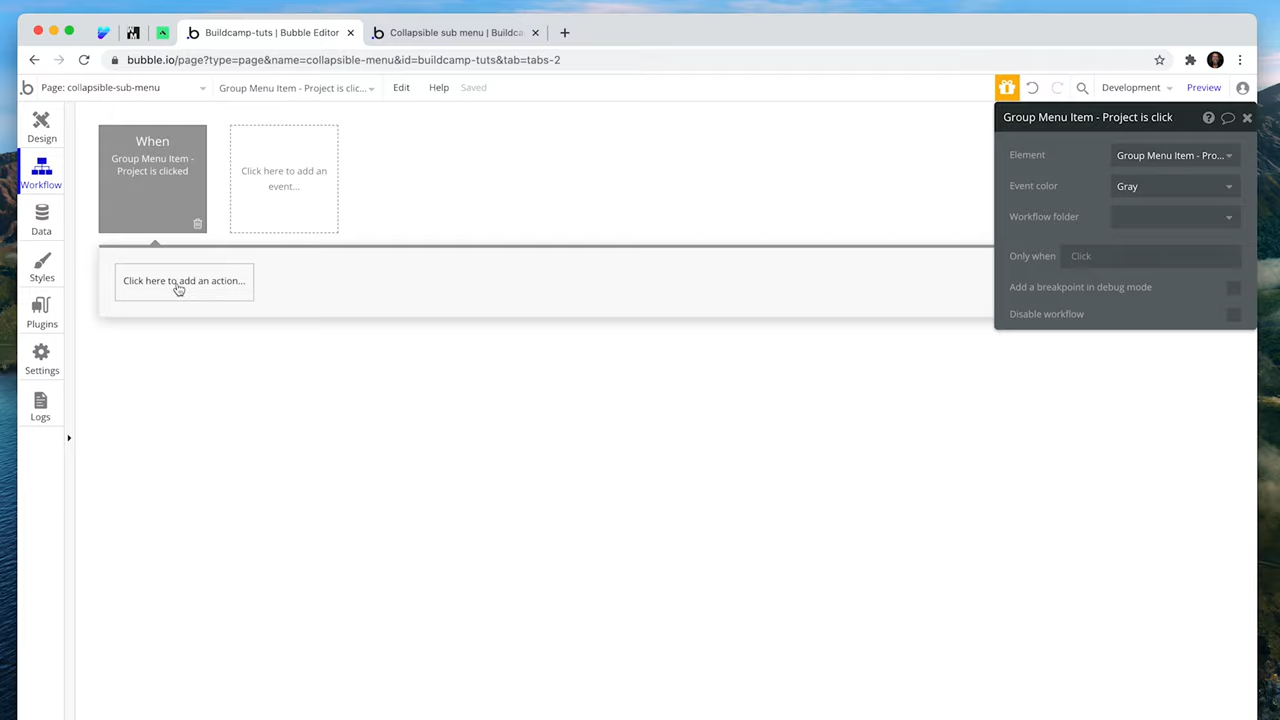 Buildcamp-tuts | Bubble Editor
Collapsible sub menu | Buildca
bubble.io/page?type=page&name=collapsible-menu&id=buildcamp-tuts&tab=tabs-2
Page: collapsible-sub-menu
Group Menu Item - Project is clic...
Edit
Help
Saved
Development
Preview
Design
Workflow
Data
Styles
Plugins
Settings
Logs
When
Group Menu Item -
Project is clicked
Click here to add an
event...
Click here to add an action...
Group Menu Item - Project is click
Element
Group Menu Item - Pro...
Event color
Gray
Workflow folder
Only when
Click
Add a breakpoint in debug mode
Disable workflow